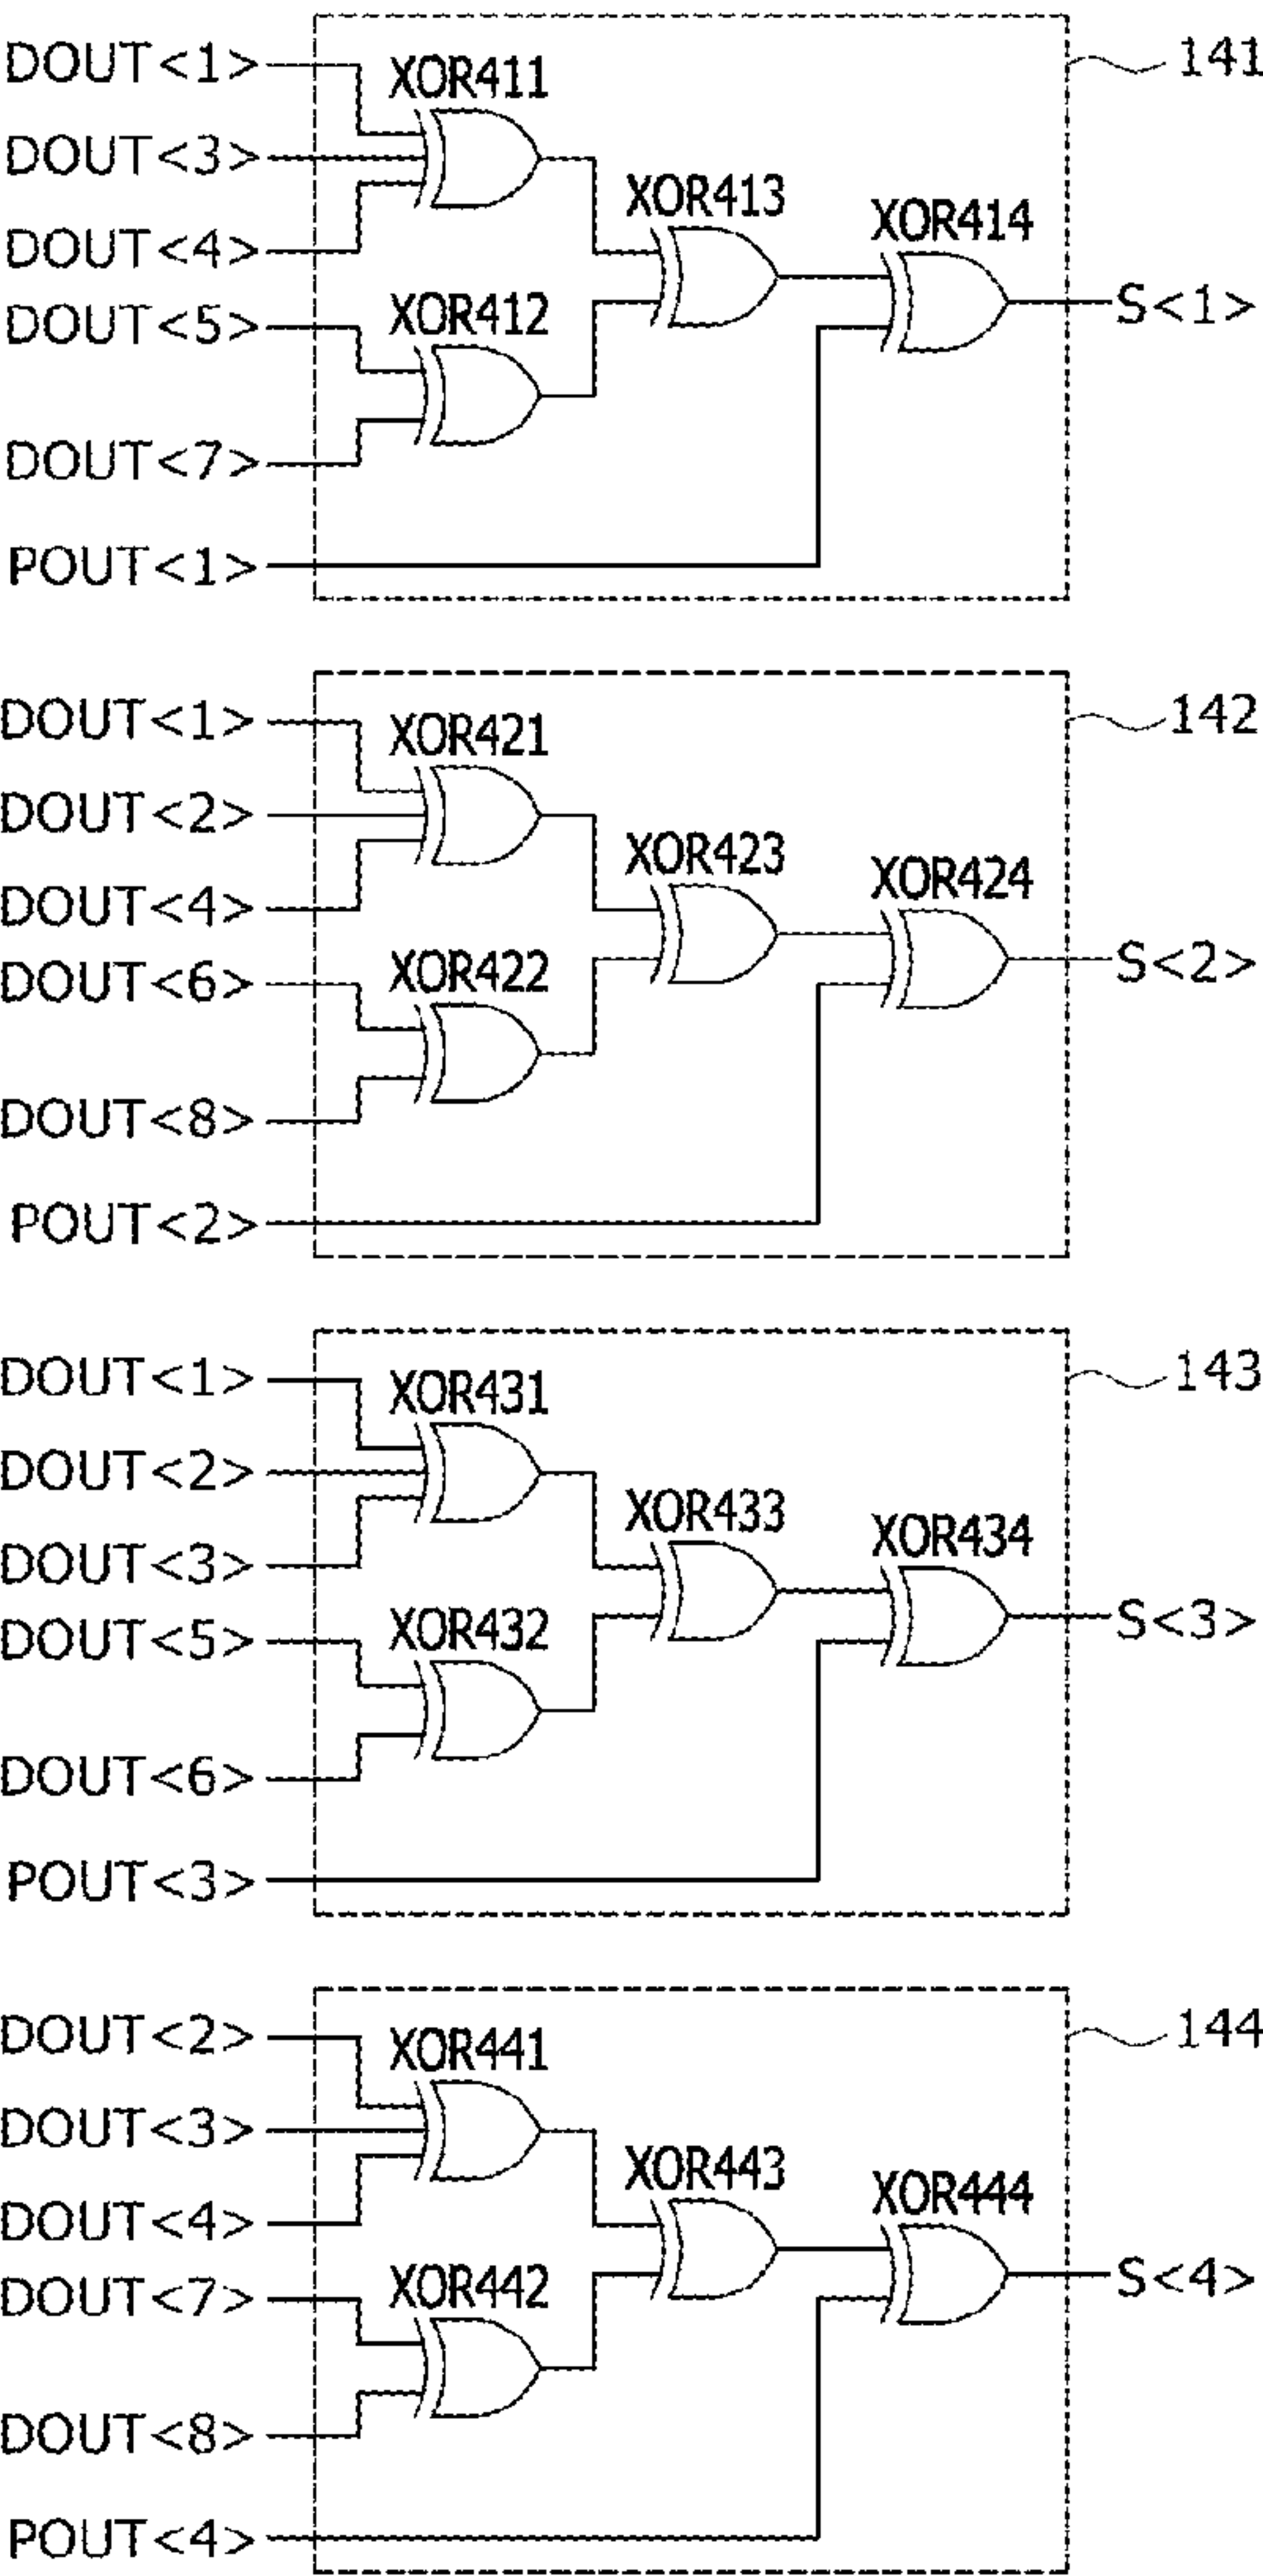 DOUT<1>
XOR411
141
DOUT<3>
XOR413
XOR414
DOUT<4>
S<1>
DOUT<5>
XOR412
DOUT<7>
POUT<1>
DOUT<1>
XOR421
142
DOUT<2>
XOR423
XOR424
DOUT<4>
S<2>
DOUT<6>
XOR422
DOUT<8>
POUT<2>
DOUT<1>
XOR431
143
DOUT<2>
XOR433
XOR434
DOUT<3>
S<3>
DOUT<5>
XOR432
DOUT<6>
POUT<3>
DOUT<2>
XOR441
144
DOUT<3>
XOR443
XOR444
DOUT<4>
S<4>
DOUT<7>
XOR442
DOUT<8>
POUT<4>